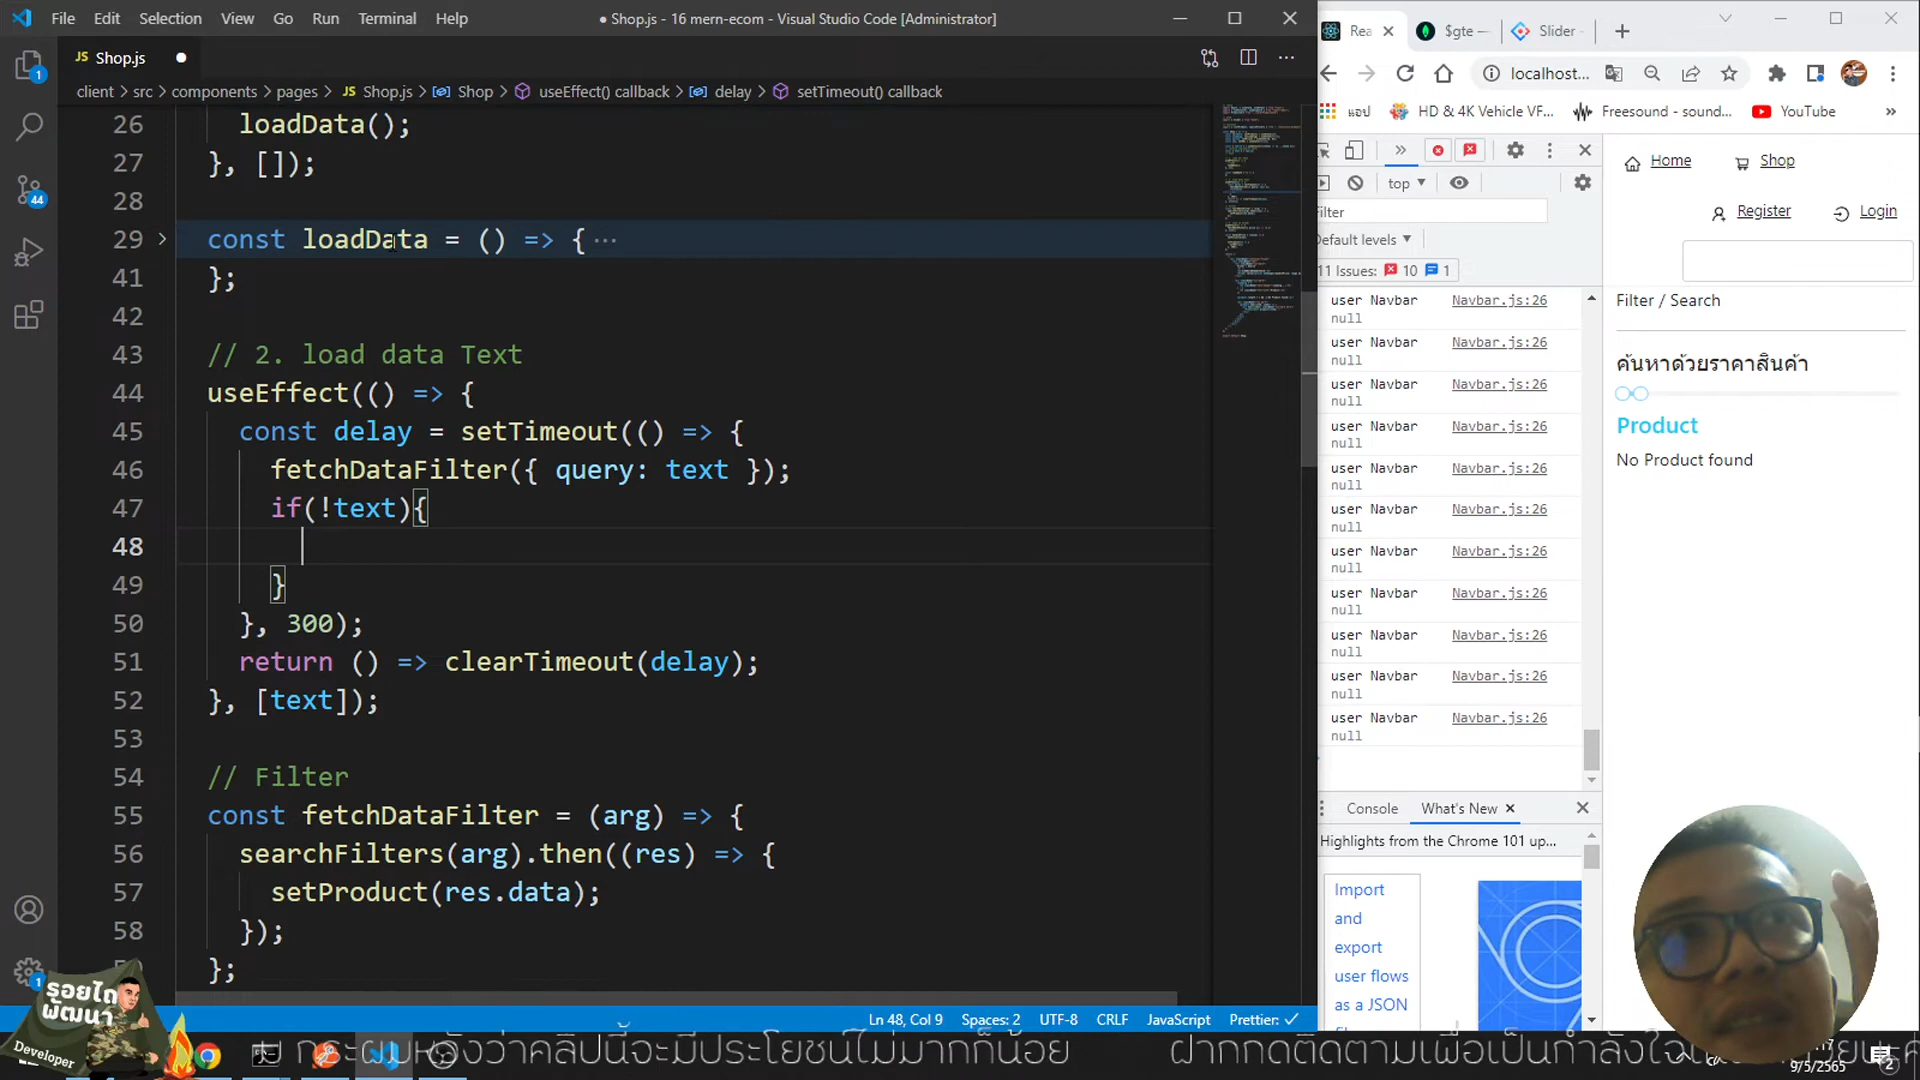 File Edit Selection View Go Run Terminal Help
● Shop.js - 16 mern-ecom - Visual Studio Code [Administrator]
JS Shop.js ●
client > src > components > pages > JS Shop.js > Shop > useEffect() callback > delay > setTimeout() callback
26 loadData();
27 }, []);
28
29 const loadData = () => { ···
41 };
42
43 // 2. load data Text
44 useEffect(() => {
45 const delay = setTimeout(() => {
46 fetchDataFilter({ query: text });
47 if(!text){
48
49 }
50 }, 300);
51 return () => clearTimeout(delay);
52 }, [text]);
53
54 // Filter
55 const fetchDataFilter = (arg) => {
56 searchFilters(arg).then((res) => {
57 setProduct(res.data);
58 });
};
1
44
1
Ln 48, Col 9 Spaces: 2 UTF-8 CRLF JavaScript Prettier: ✓
Rea $gte — Slider
localhost...
แอป HD & 4K Vehicle VF... Freesound - sound... YouTube »
top
Filter
Default levels
11 Issues: 10 1
user Navbar Navbar.js:26
null
user Navbar Navbar.js:26
null
user Navbar Navbar.js:26
null
user Navbar Navbar.js:26
null
user Navbar Navbar.js:26
null
user Navbar Navbar.js:26
null
user Navbar Navbar.js:26
null
user Navbar Navbar.js:26
null
user Navbar Navbar.js:26
null
user Navbar Navbar.js:26
null
user Navbar Navbar.js:26
null
Console What's New
Highlights from the Chrome 101 up...
Import
and
export
user flows
as a JSON
Home Shop
Register Login
Filter / Search
ค้นหาด้วยราคาสินค้า
Product
No Product found
รอยไถ
พัฒนา
Developer
กระผมหวังว่าคลิปนี้จะมีประโยชน์ไม่มากก็น้อย ฝากกดติดตามเพื่อเป็นกำลังใจ
9/5/2565
2